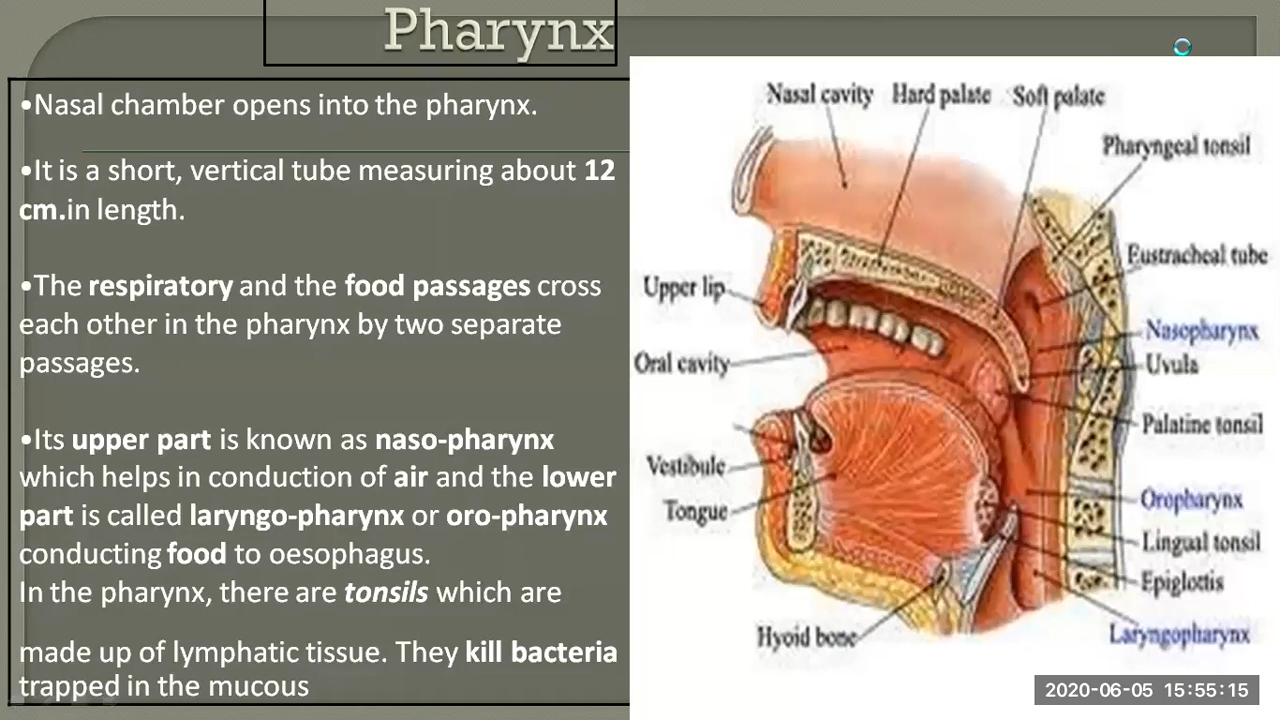 Pharynx
•Nasal chamber opens into the pharynx.
•It is a short, vertical tube measuring about 12
cm.in length.
•The respiratory and the food passages cross
each other in the pharynx by two separate
passages.
•Its upper part is known as naso-pharynx
which helps in conduction of air and the lower
part is called laryngo-pharynx or oro-pharynx
conducting food to oesophagus.
In the pharynx, there are tonsils which are
made up of lymphatic tissue. They kill bacteria
trapped in the mucous
Nasal cavity Hard palate Soft palate
Pharyngeal tonsil
Eustracheal tube
Upper lip
Nasopharynx
Oral cavity
Uvula
Palatine tonsil
Vestibule
Oropharynx
Tongue
Lingual tonsil
Epiglottis
Hyoid bone
Laryngopharynx
2020-06-05 15:55:15